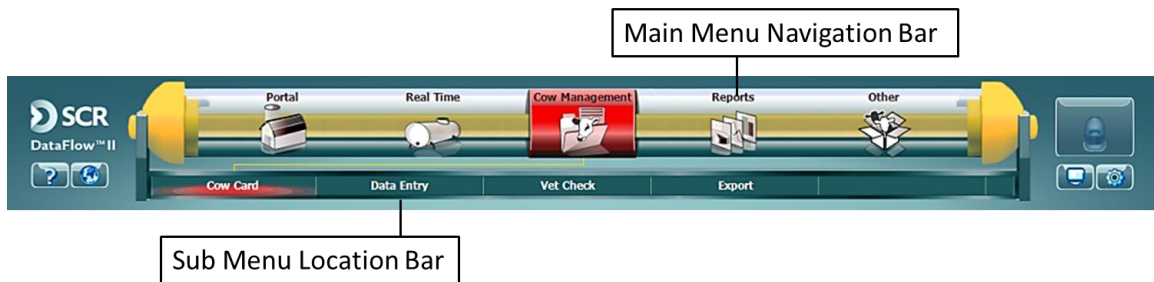 Main Menu Navigation Bar
Portal
Real Time
Cow Management
Reports
Other
SCR
DataFlow™II
?
Cow Card
Data Entry
Vet Check
Export
Sub Menu Location Bar